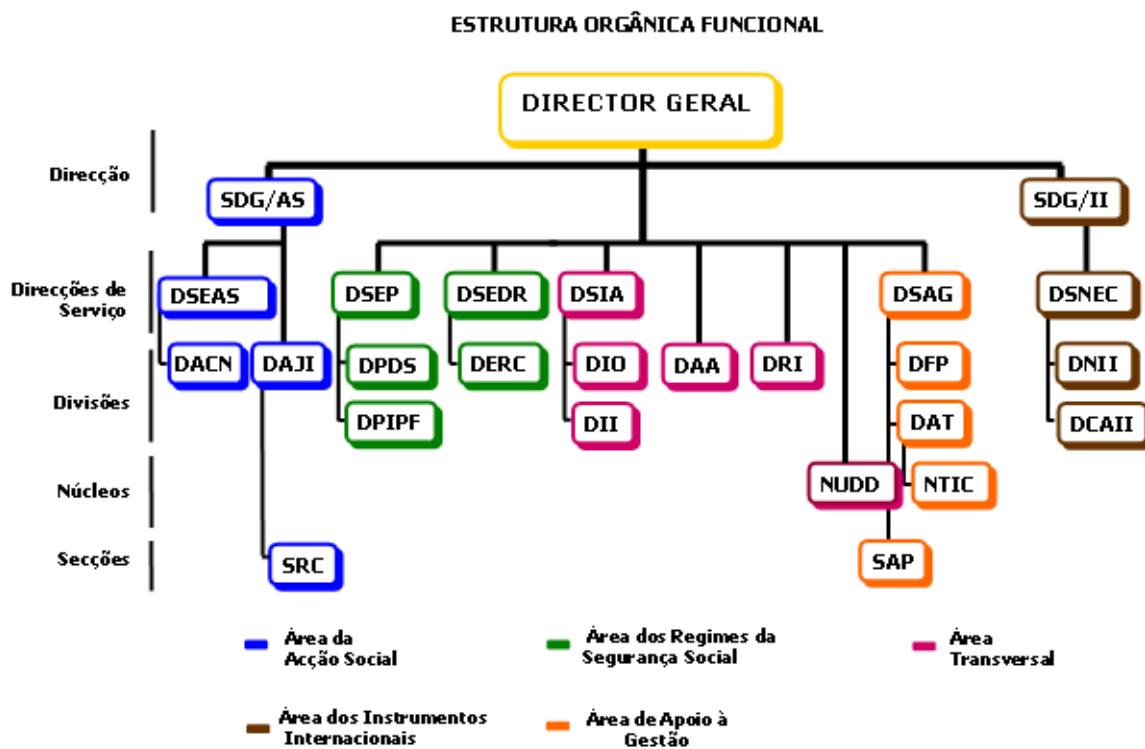 ESTRUTURA ORGÂNICA FUNCIONAL
DIRECTOR GERAL
Direcção
SDG/AS
SDG/II
Direcções de
Serviço
DSEAS
DSEP
DSEDR
DSIA
DSAG
DSNEC
Divisões
DACN
DAJI
DPDS
DERC
DIO
DAA
DRI
DFP
DNII
DPIPF
DII
DAT
DCAII
Núcleos
NUDD
NTIC
Secções
SRC
SAP
Área da
Acção Social
Área dos Regimes da
Segurança Social
Área
Transversal
Área dos Instrumentos
Internacionais
Área de Apoio à
Gestão